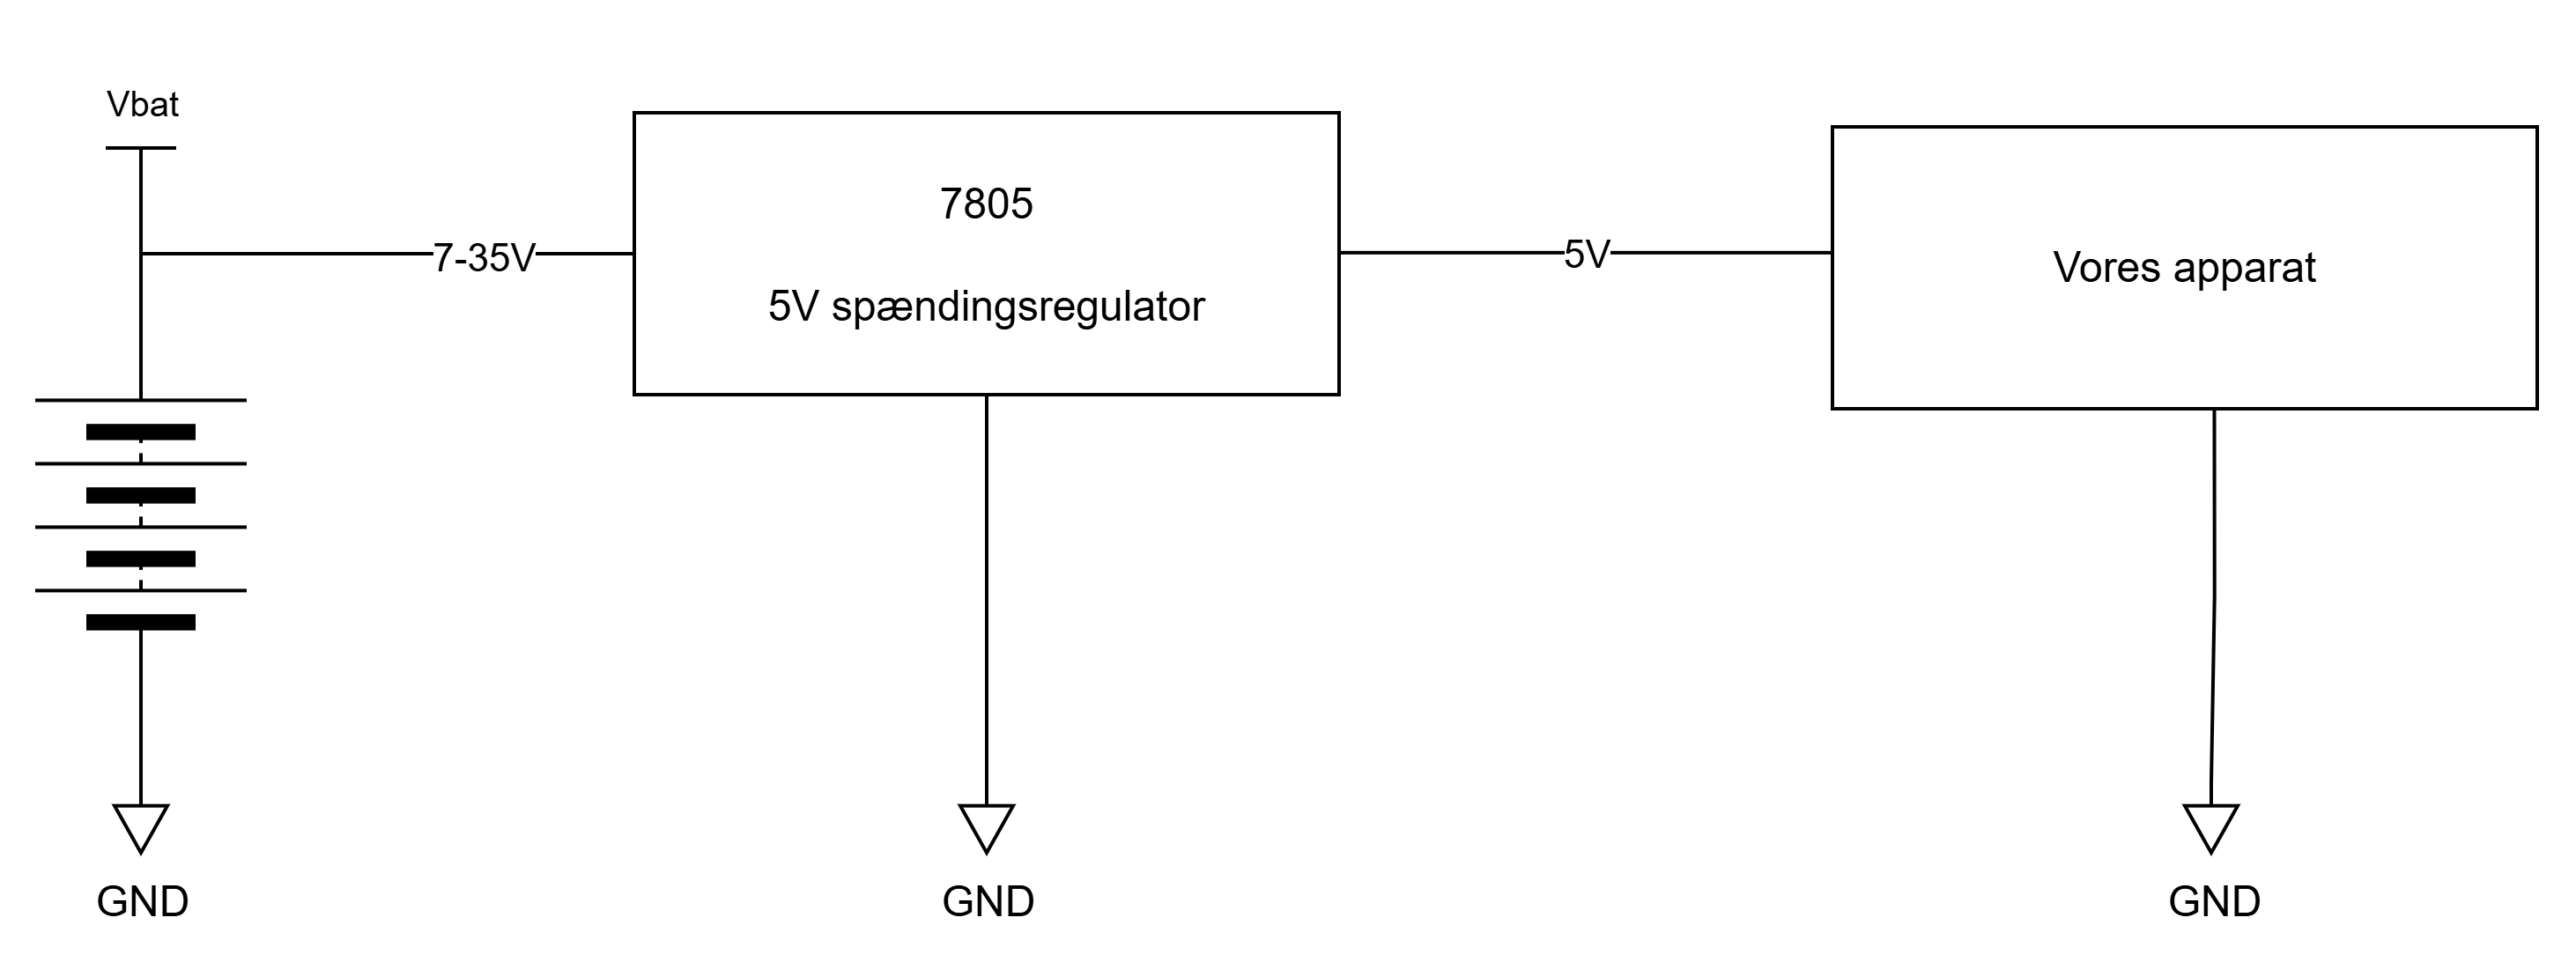 Vbat
7-35V
7805
5V spændingsregulator
5V
Vores apparat
GND
GND
GND